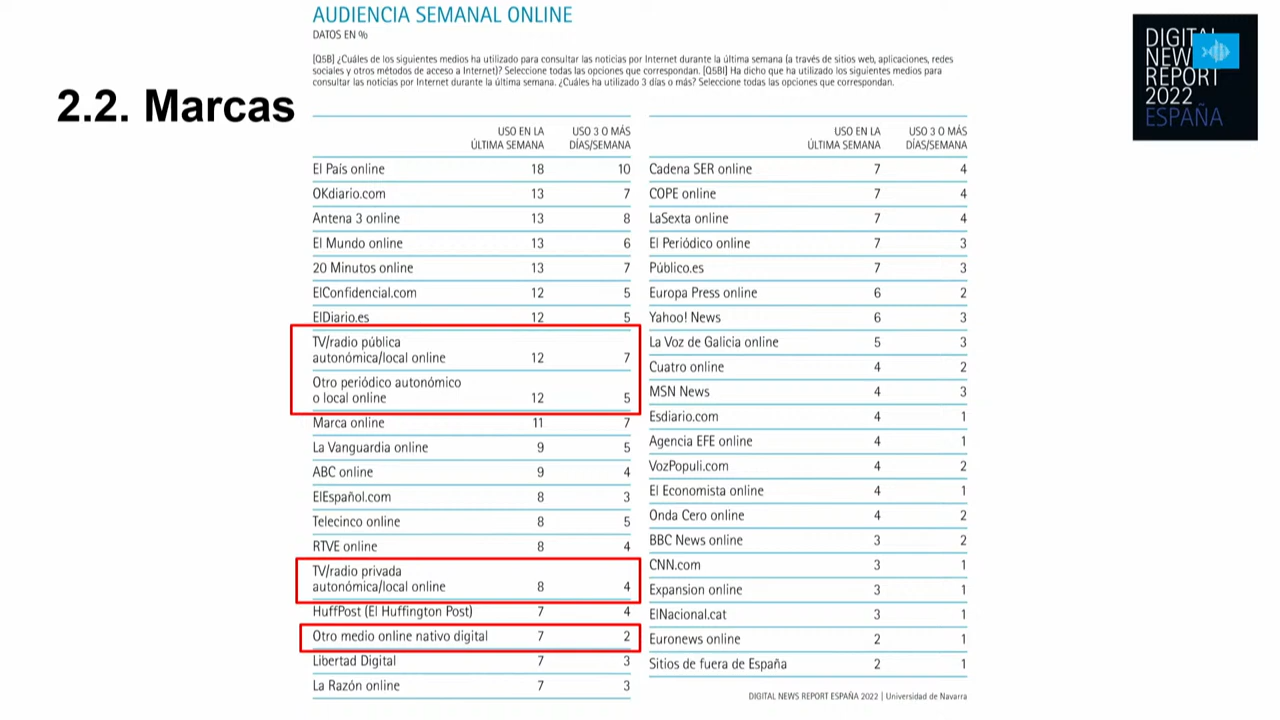 AUDIENCIA SEMANAL ONLINE
DATOS EN %
[Q5B] ¿Cuáles de los siguientes medios ha utilizado para consultar las noticias por Internet durante la última semana (a través de sitios web, aplicaciones, redes
sociales y otros métodos de acceso a Internet)? Seleccione todas las opciones que correspondan. [Q5BI] Ha dicho que ha utilizado los siguientes medios para
consultar las noticias por Internet durante la última semana. ¿Cuáles ha utilizado 3 días o más? Seleccione todas las opciones que correspondan.
2.2. Marcas
DIGITAL
NEWS
REPORT
2022
ESPAÑA
USO EN LA USO 3 O MÁS
ÚLTIMA SEMANA DÍAS/SEMANA
El País online 18 10
OKdiario.com 13 7
Antena 3 online 13 8
El Mundo online 13 6
20 Minutos online 13 7
ElConfidencial.com 12 5
ElDiario.es 12 5
TV/radio pública
autonómica/local online 12 7
Otro periódico autonómico
o local online 12 5
Marca online 11 7
La Vanguardia online 9 5
ABC online 9 4
ElEspañol.com 8 3
Telecinco online 8 5
RTVE online 8 4
TV/radio privada
autonómica/local online 8 4
HuffPost (El Huffington Post) 7 4
Otro medio online nativo digital 7 2
Libertad Digital 7 3
La Razón online 7 3
USO EN LA USO 3 O MÁS
ÚLTIMA SEMANA DÍAS/SEMANA
Cadena SER online 7 4
COPE online 7 4
LaSexta online 7 4
El Periódico online 7 3
Público.es 7 3
Europa Press online 6 2
Yahoo! News 6 3
La Voz de Galicia online 5 3
Cuatro online 4 2
MSN News 4 3
Esdiario.com 4 1
Agencia EFE online 4 1
VozPopuli.com 4 2
El Economista online 4 1
Onda Cero online 4 2
BBC News online 3 2
CNN.com 3 1
Expansion online 3 1
ElNacional.cat 3 1
Euronews online 2 1
Sitios de fuera de España 2 1
DIGITAL NEWS REPORT ESPAÑA 2022 | Universidad de Navarra